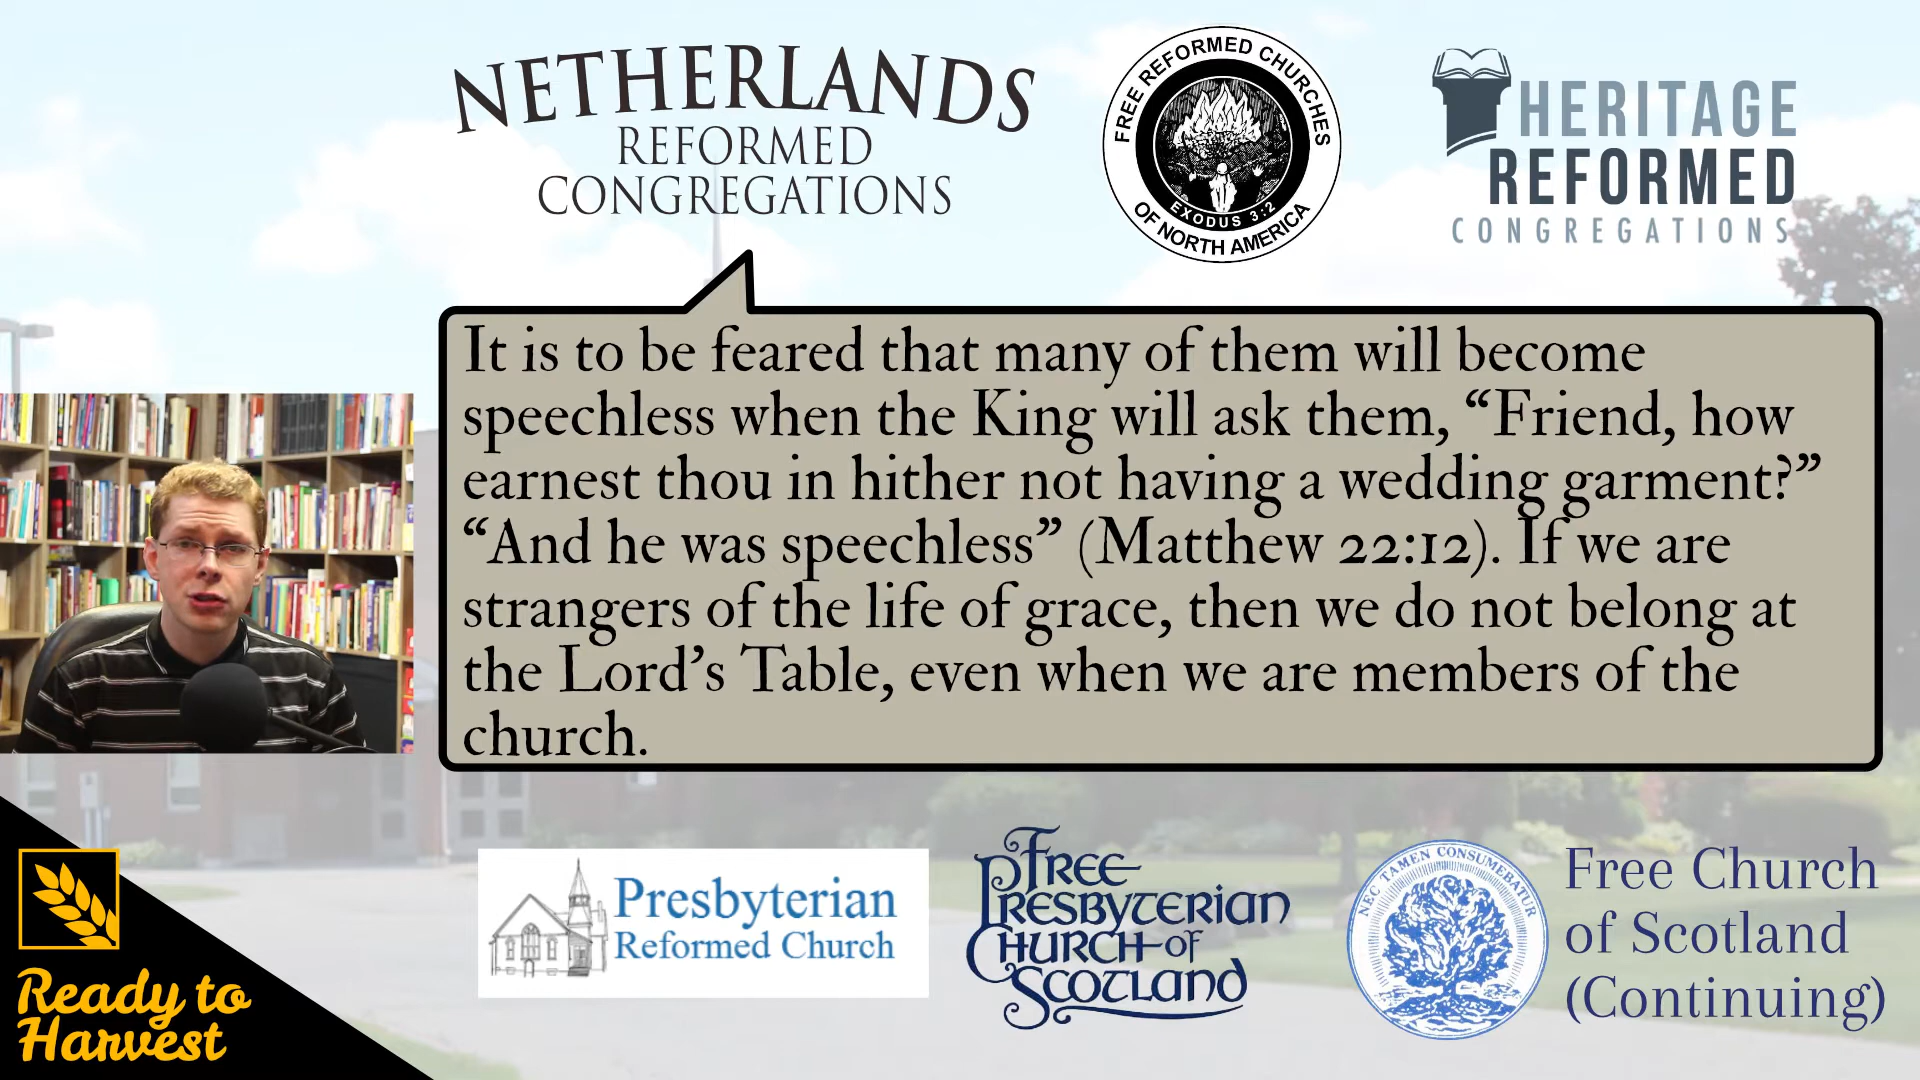 NETHERLANDS
REFORMED
CONGREGATIONS
FREE REFORMED CHURCHES
OF NORTH AMERICA
EXODUS 3:2
HERITAGE
REFORMED
CONGREGATIONS
It is to be feared that many of them will become
speechless when the King will ask them, “Friend, how
earnest thou in hither not having a wedding garment?”
“And he was speechless” (Matthew 22:12). If we are
strangers of the life of grace, then we do not belong at
the Lord’s Table, even when we are members of the
church.
Presbyterian
Reformed Church
FREE
PRESBYTERIAN
CHURCH OF
SCOTLAND
NEC TAMEN CONSUMEBATUR
Free Church
of Scotland
(Continuing)
Ready to
Harvest